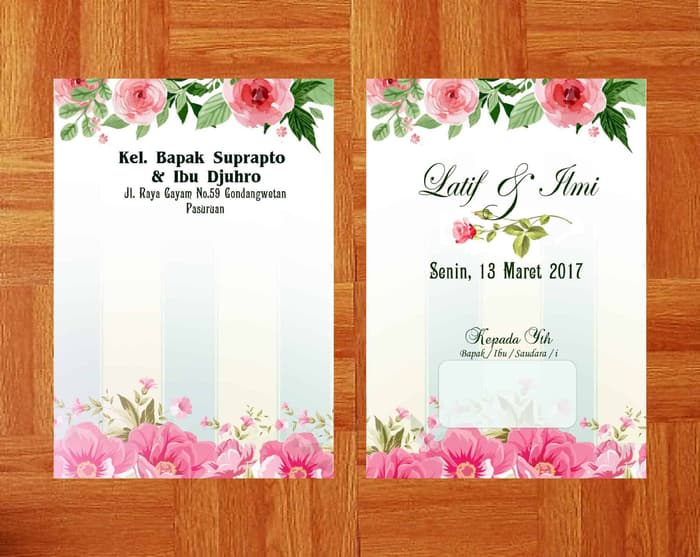 Kel. Bapak Suprapto
& Ibu Djuhro
Jl. Raya Gayam No.59 Gondangwetan
Pasuruan
Latif & Ilmi
Senin, 13 Maret 2017
Kepada Yth
Bapak / Ibu / Saudara / i